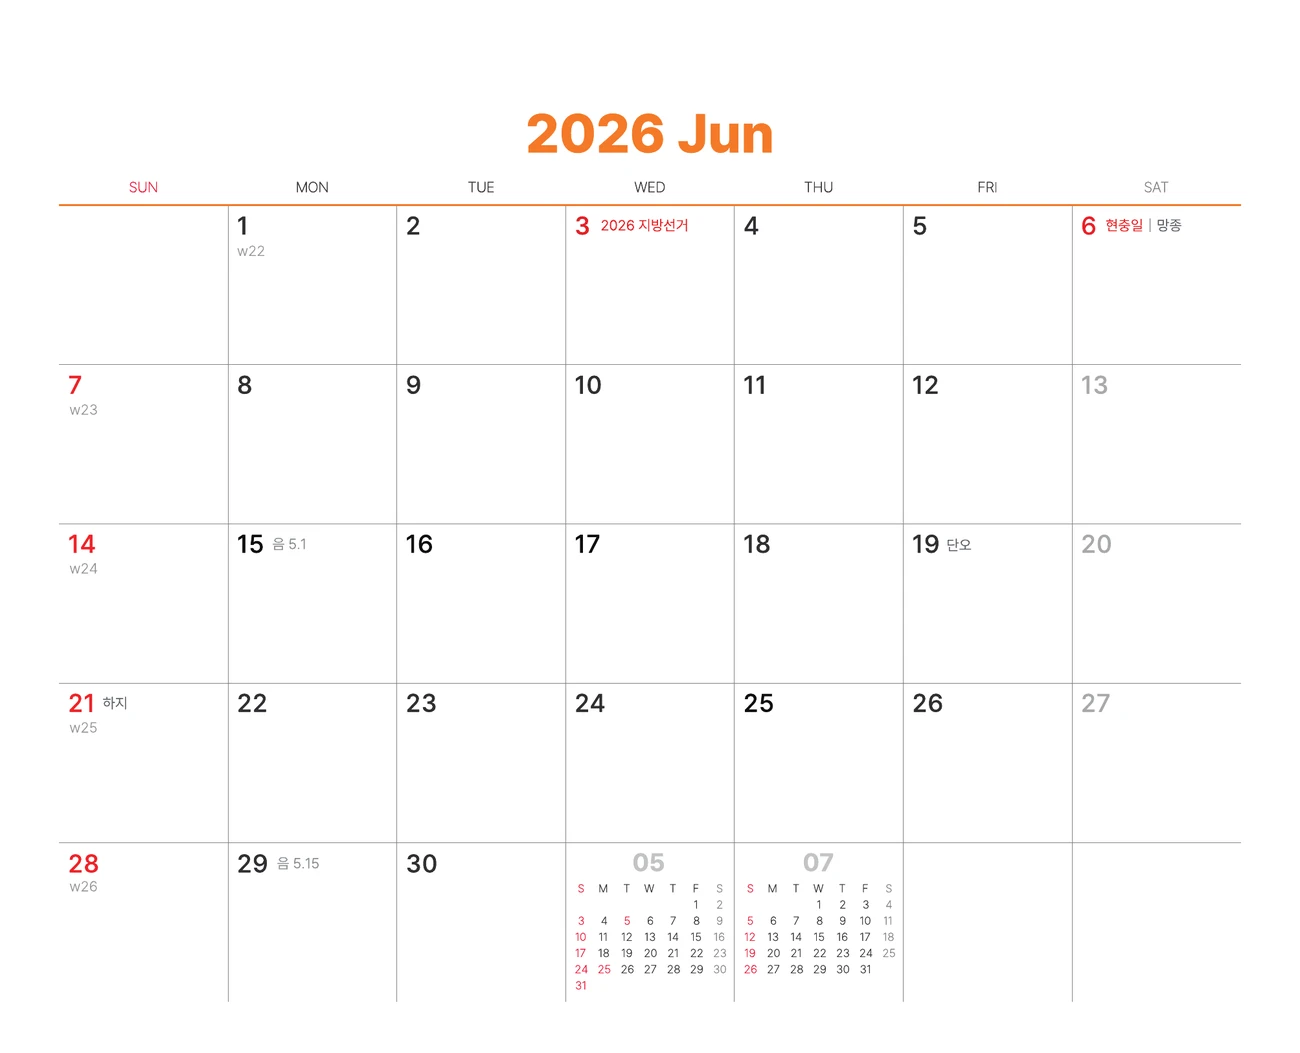 2026 Jun
SUN MON TUE WED THU FRI SAT
1 2 3 2026 지방선거 4 5 6 현충일 | 망종
w22
7 8 9 10 11 12 13
w23
14 15 음 5.1 16 17 18 19 단오 20
w24
21 하지 22 23 24 25 26 27
w25
28 29 음 5.15 30
w26
05
S M T W T F S
1 2
3 4 5 6 7 8 9
10 11 12 13 14 15 16
17 18 19 20 21 22 23
24 25 26 27 28 29 30
31
07
S M T W T F S
1 2 3 4
5 6 7 8 9 10 11
12 13 14 15 16 17 18
19 20 21 22 23 24 25
26 27 28 29 30 31